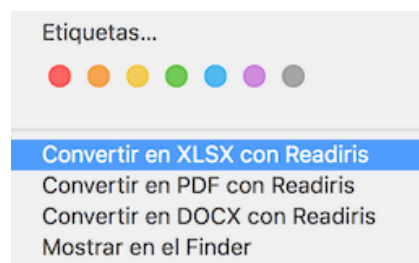 Etiquetas...
Convertir en XLSX con Readiris
Convertir en PDF con Readiris
Convertir en DOCX con Readiris
Mostrar en el Finder